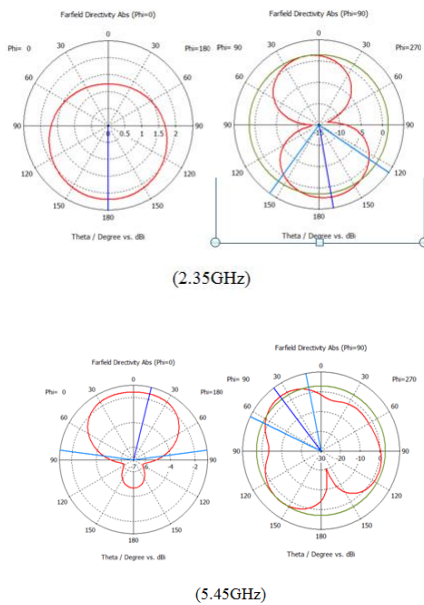 Farfield Directivity Abs (Phi=0)
Phi= 0 30 0 30 Phi=180
60 60
90 0 0.5 1 1.5 2 90
120 120
150 150
180
Theta / Degree vs. dBi
Farfield Directivity Abs (Phi=90)
Phi= 90 30 0 30 Phi=270
60 60
90 -10 -5 0 90
120 120
150 150
180
Theta / Degree vs. dBi
(2.35GHz)
Farfield Directivity Abs (Phi=0)
Phi= 0 30 0 30 Phi=180
60 60
90 -7 -6 -4 -2 90
120 120
150 150
180
Theta / Degree vs. dBi
Farfield Directivity Abs (Phi=90)
Phi= 90 30 0 30 Phi=270
60 60
90 -30 -20 -10 0 90
120 120
150 150
180
Theta / Degree vs. dBi
(5.45GHz)